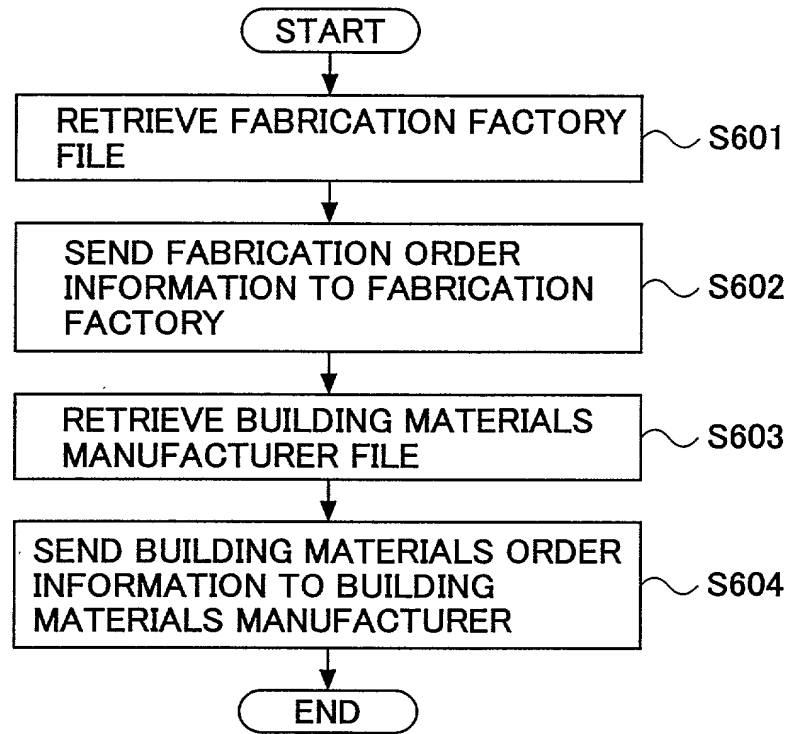 START
RETRIEVE FABRICATION FACTORY
FILE
S601
SEND FABRICATION ORDER
INFORMATION TO FABRICATION
FACTORY
S602
RETRIEVE BUILDING MATERIALS
MANUFACTURER FILE
S603
SEND BUILDING MATERIALS ORDER
INFORMATION TO BUILDING
MATERIALS MANUFACTURER
S604
END